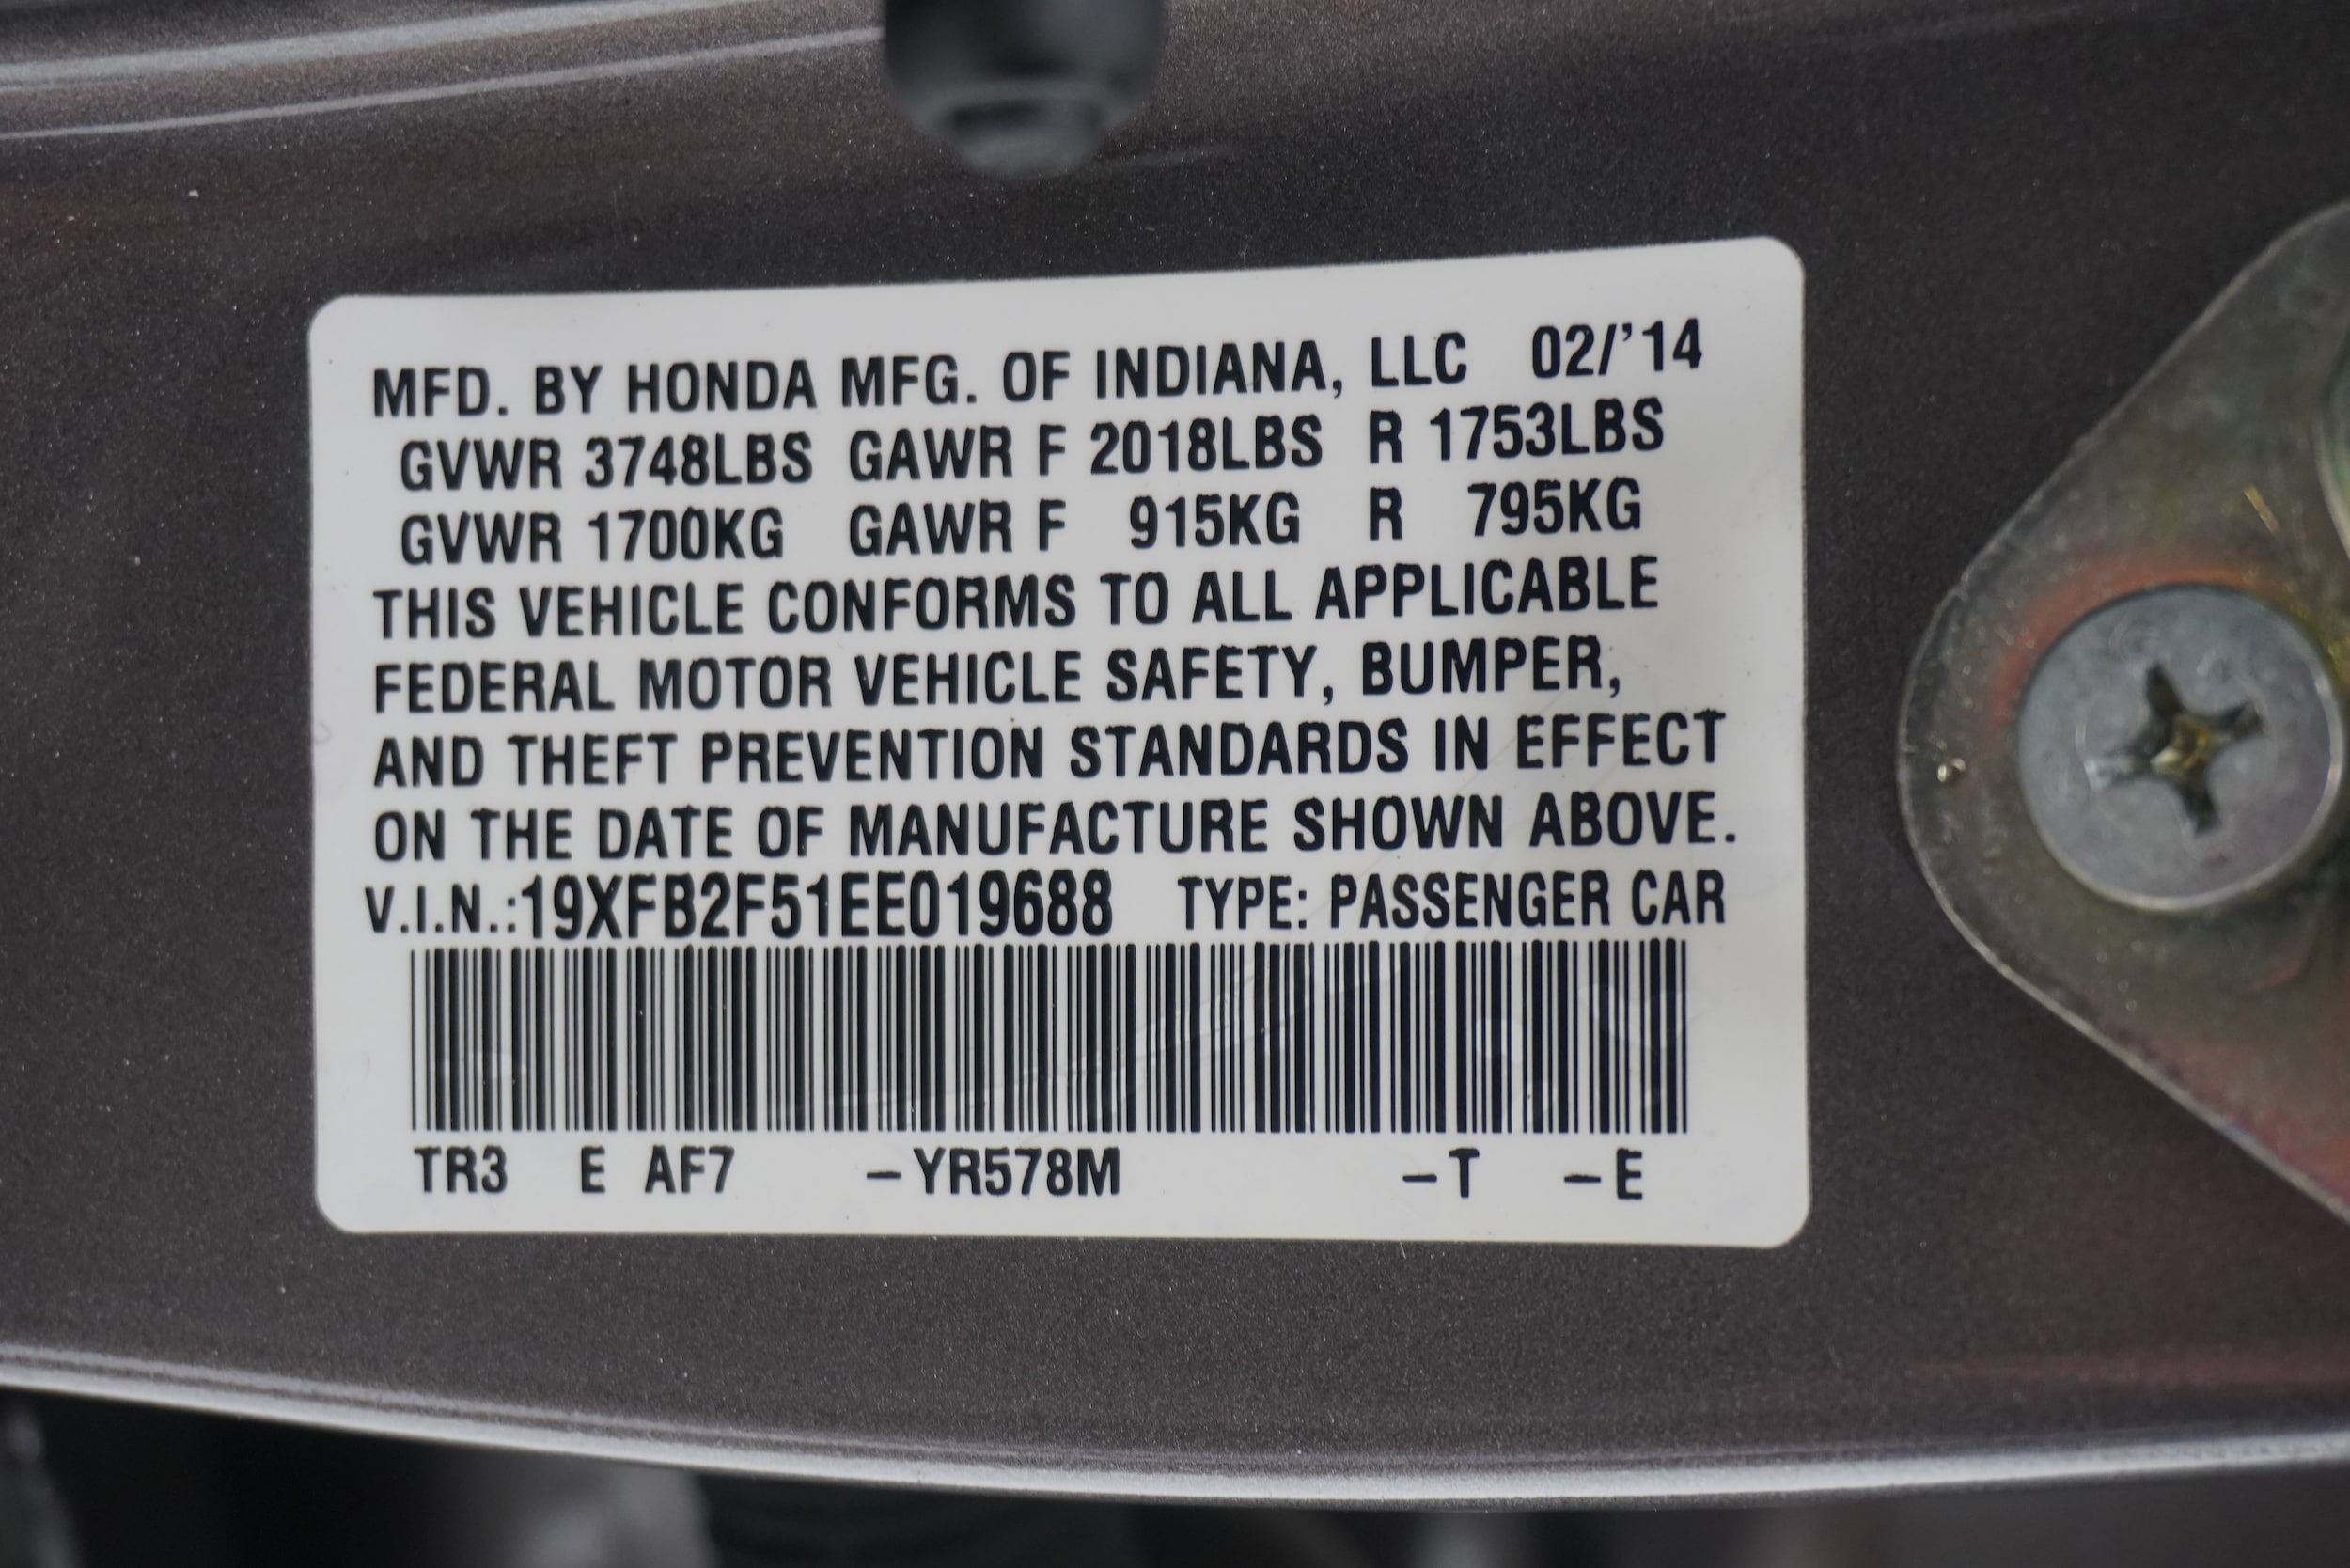 MFD. BY HONDA MFG. OF INDIANA, LLC 02/'14
GVWR 3748LBS GAWR F 2018LBS R 1753LBS
GVWR 1700KG GAWR F 915KG R 795KG
THIS VEHICLE CONFORMS TO ALL APPLICABLE
FEDERAL MOTOR VEHICLE SAFETY, BUMPER,
AND THEFT PREVENTION STANDARDS IN EFFECT
ON THE DATE OF MANUFACTURE SHOWN ABOVE.
V.I.N.:19XFB2F51EE019688 TYPE: PASSENGER CAR
TR3 E AF7 –YR578M –T –E